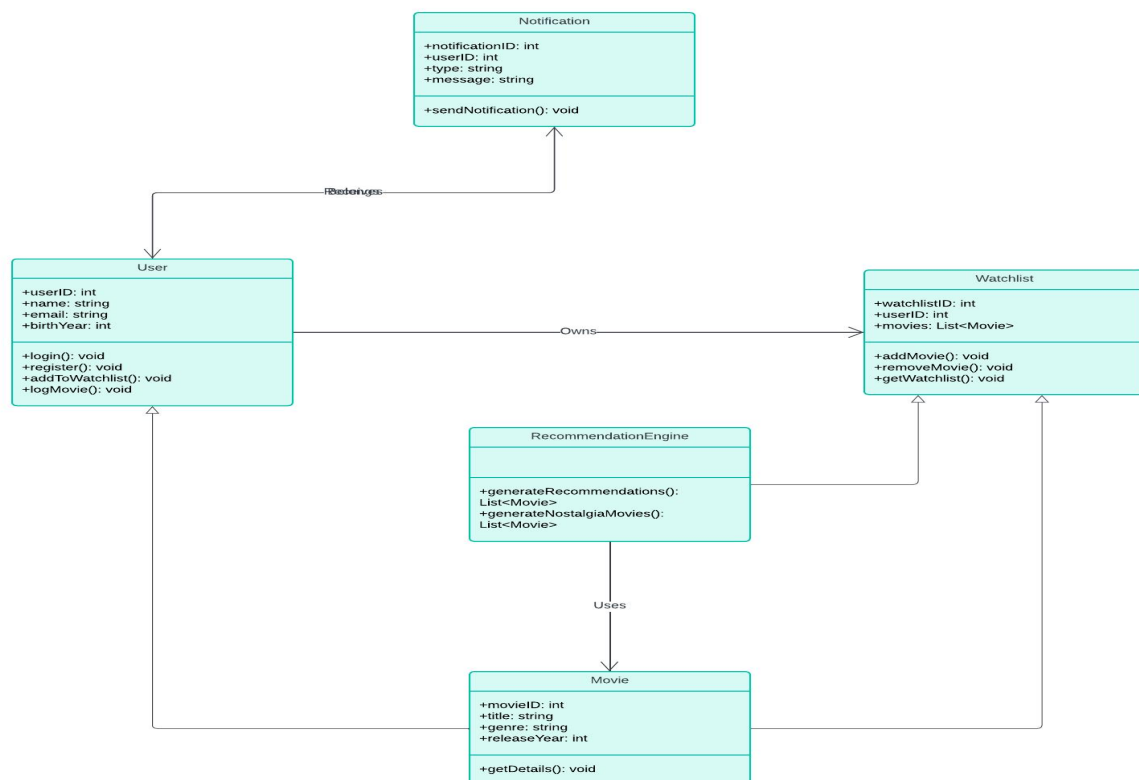 Notification
+notificationID: int
+userID: int
+type: string
+message: string
+sendNotification(): void
User
+userID: int
+name: string
+email: string
+birthYear: int
+login(): void
+register(): void
+addToWatchlist(): void
+logMovie(): void
Owns
Watchlist
+watchlistID: int
+userID: int
+movies: List<Movie>
+addMovie(): void
+removeMovie(): void
+getWatchlist(): void
RecommendationEngine
+generateRecommendations():
List<Movie>
+generateNostalgiaMovies():
List<Movie>
Uses
Movie
+movieID: int
+title: string
+genre: string
+releaseYear: int
+getDetails(): void